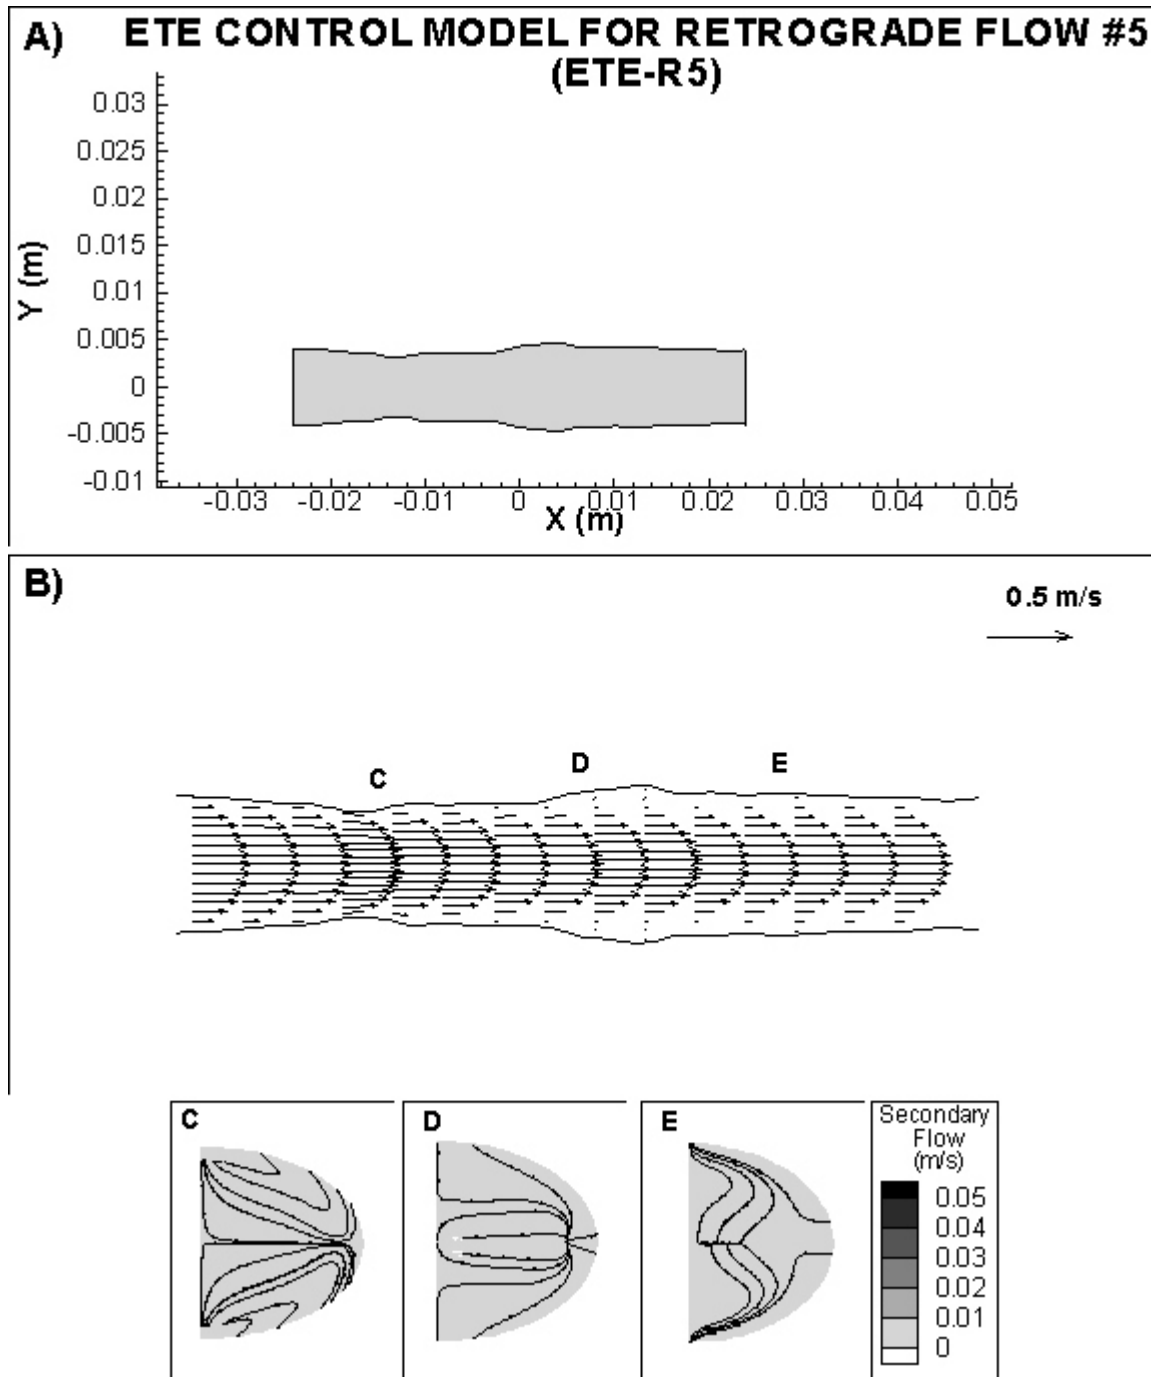 A) ETE CONTROL MODEL FOR RETROGRADE FLOW #5
(ETE-R5)
0.03
0.025
0.02
0.015
0.01
0.005
0
-0.005
-0.01
Y (m)
-0.03 -0.02 -0.01 0 0.01 0.02 0.03 0.04 0.05
X (m)
B)
0.5 m/s
C D E
C D E
Secondary
Flow
(m/s)
0.05
0.04
0.03
0.02
0.01
0